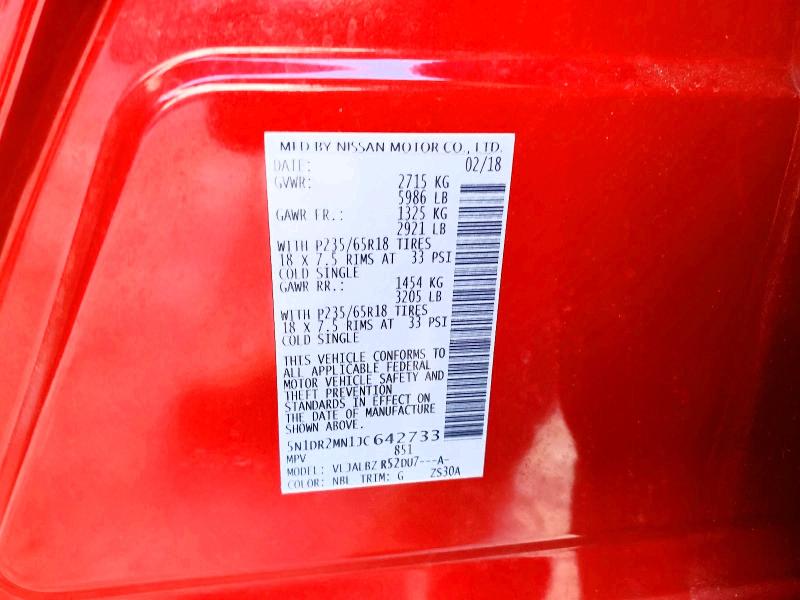 MFD BY NISSAN MOTOR CO., LTD.
DATE: 02/18
GVWR: 2715 KG
5986 LB
GAWR FR.: 1325 KG
2921 LB
WITH P235/65R18 TIRES
18 X 7.5 RIMS AT 33 PSI
COLD SINGLE
GAWR RR.: 1454 KG
3205 LB
WITH P235/65R18 TIRES
18 X 7.5 RIMS AT 33 PSI
COLD SINGLE
THIS VEHICLE CONFORMS TO
ALL APPLICABLE FEDERAL
MOTOR VEHICLE SAFETY AND
THEFT PREVENTION
STANDARDS IN EFFECT ON
THE DATE OF MANUFACTURE
SHOWN ABOVE.
5N1DR2MN1JC642733
MPV 851
MODEL: VLJALBZ R52DU7---A-
COLOR: NBL TRIM: G ZS30A